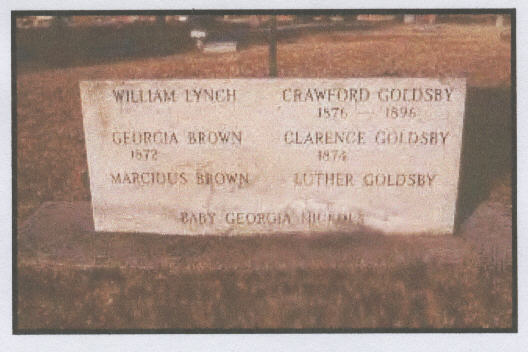 WILLIAM LYNCH
GEORGIA BROWN
1872
MARCIOUS BROWN
CRAWFORD GOLDSBY
1876 — 1896
CLARENCE GOLDSBY
1874
LUTHER GOLDSBY
BABY GEORGIA